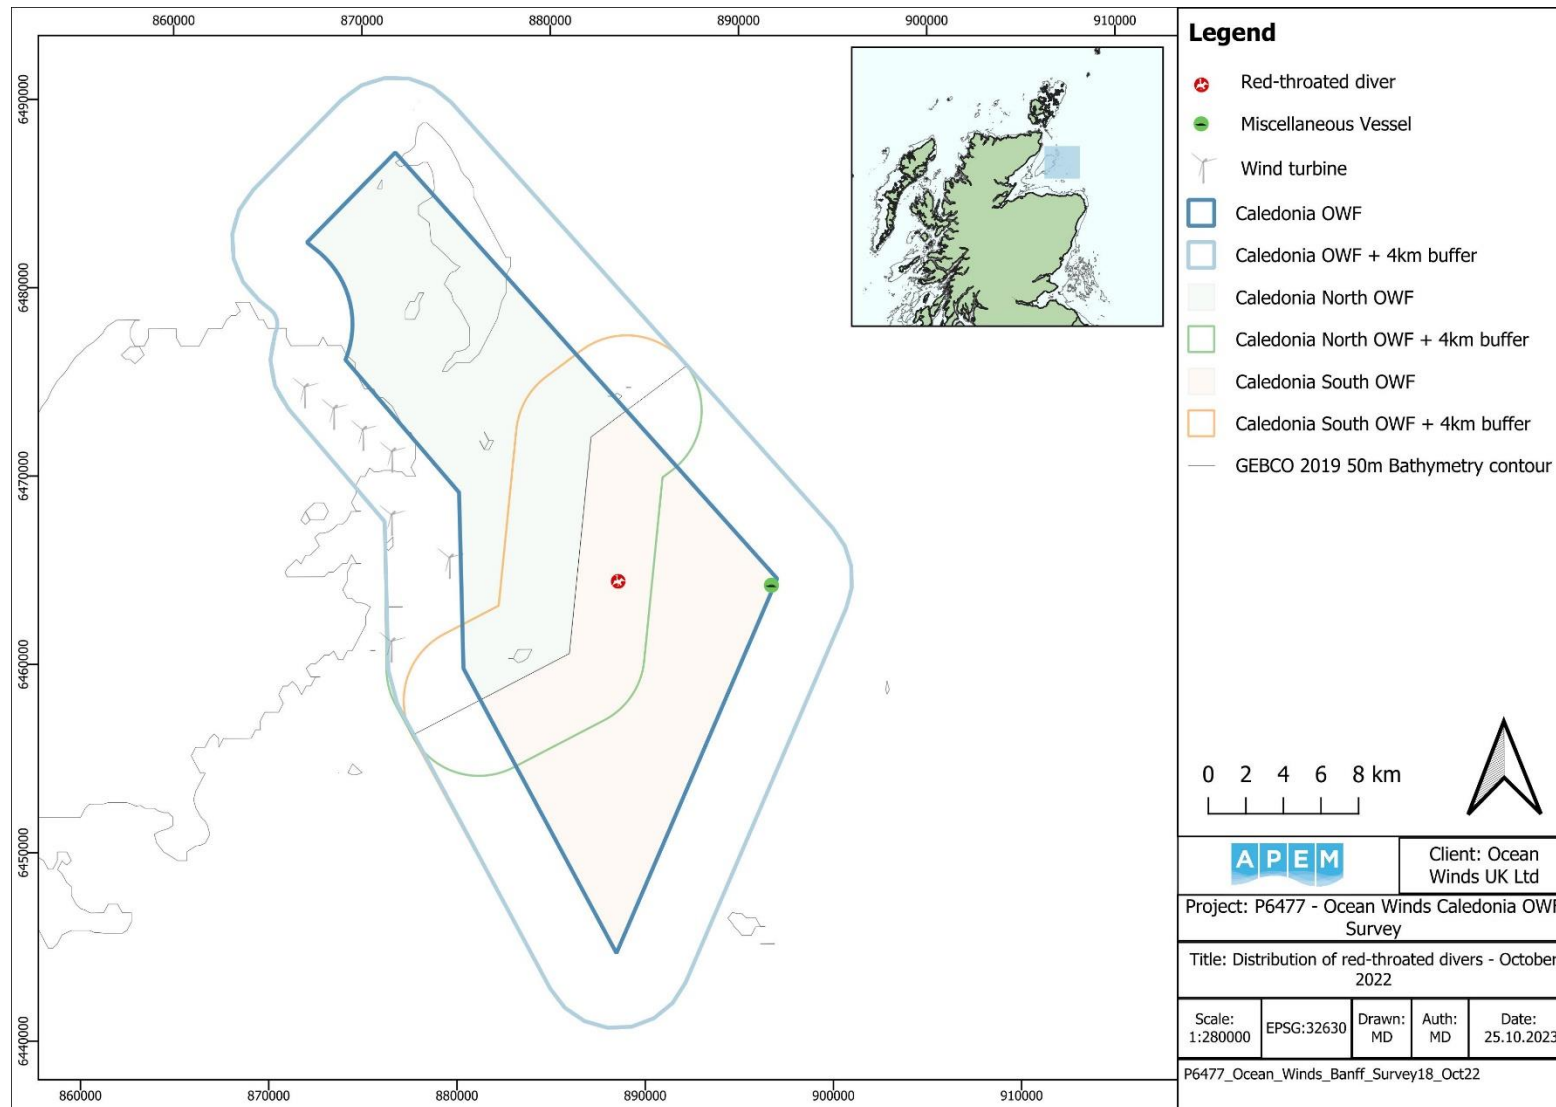 860000 870000 880000 890000 900000 910000
6490000
6480000
6470000
6460000
6450000
6440000
860000 870000 880000 890000 900000 910000
Legend
Red-throated diver
Miscellaneous Vessel
Wind turbine
Caledonia OWF
Caledonia OWF + 4km buffer
Caledonia North OWF
Caledonia North OWF + 4km buffer
Caledonia South OWF
Caledonia South OWF + 4km buffer
GEBCO 2019 50m Bathymetry contour
0 2 4 6 8 km
APEM
Client: Ocean
Winds UK Ltd
Project: P6477 - Ocean Winds Caledonia OWF
Survey
Title: Distribution of red-throated divers - October
2022
Scale:
1:280000
EPSG:32630
Drawn:
MD
Auth:
MD
Date:
25.10.2023
P6477_Ocean_Winds_Banff_Survey18_Oct22